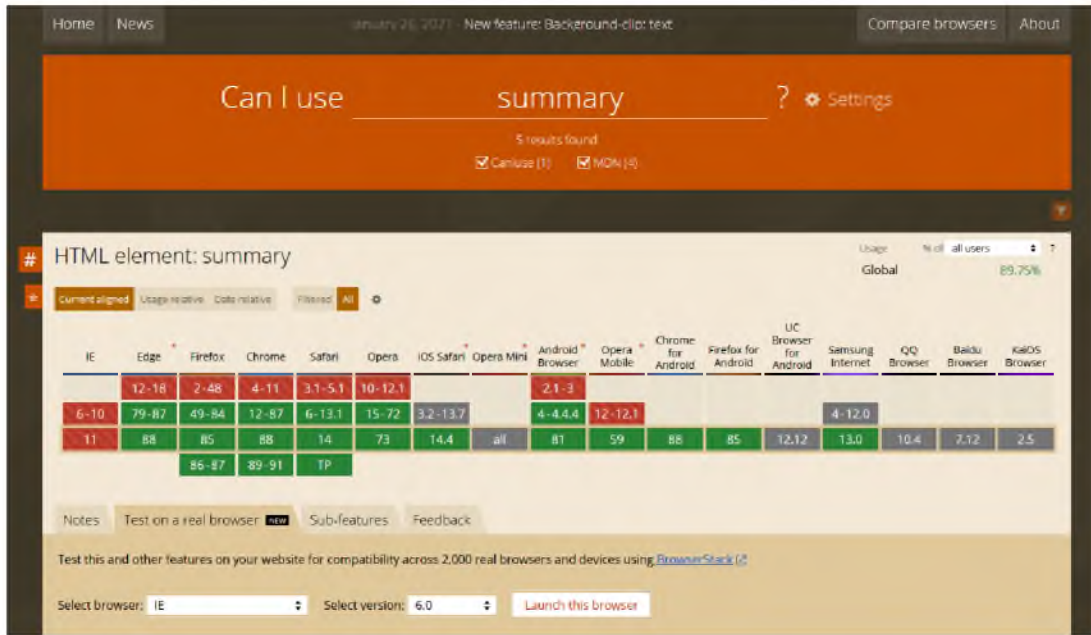 Home News January 26, 2021 - New feature: Background-clip: text Compare browsers About
Can I use summary ? Settings
5 results found
Caniuse (1) MDN (4)
# HTML element: summary
Usage % of all users ?
Global 89.75%
Current aligned Usage relative Date relative Filtered All
IE Edge * Firefox Chrome Safari Opera iOS Safari * Opera Mini * Android Browser * Opera Mobile * Chrome for Android Firefox for Android UC Browser for Android Samsung Internet QQ Browser Baidu Browser KaiOS Browser
12-18 2-48 4-11 3.1-5.1 10-12.1 2.1-3
6-10 79-87 49-84 12-87 6-13.1 15-72 3.2-13.7 4-4.4.4 12-12.1 4-12.0
11 88 85 88 14 73 14.4 all 81 59 88 85 12.12 13.0 10.4 7.12 2.5
86-87 89-91 TP
Notes Test on a real browser NEW Sub-features Feedback
Test this and other features on your website for compatibility across 2,000 real browsers and devices using BrowserStack
Select browser: IE Select version: 6.0 Launch this browser